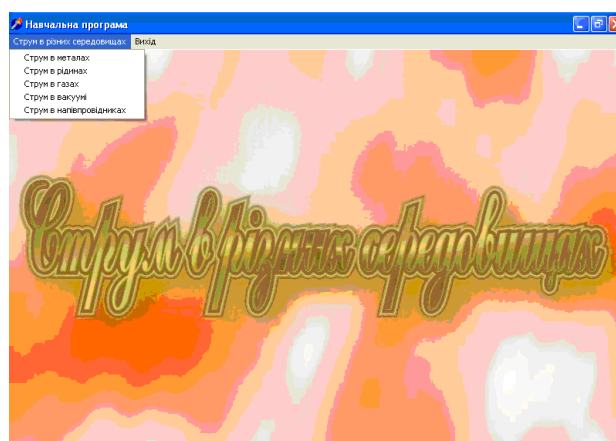 Навчальна програма
Струм в різних середовищах Вихід
Струм в металах
Струм в рідинах
Струм в газах
Струм в вакуумі
Струм в напівпровідниках
Струм в різних середовищах